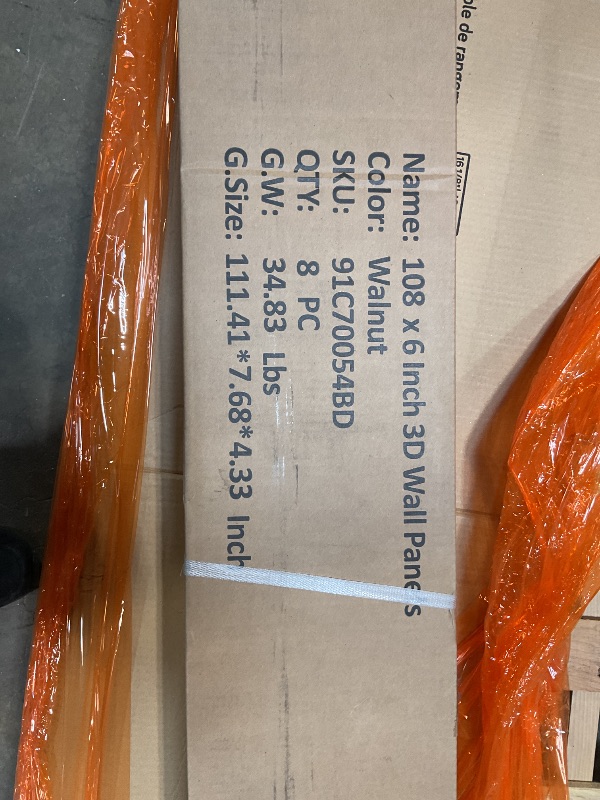 Name: 108 x 6 Inch 3D Wall Panels
Color: Walnut
SKU: 91C70054BD
QTY: 8 PC
G.W: 34.83 Lbs
G.Size: 111.41*7.68*4.33 Inch
de